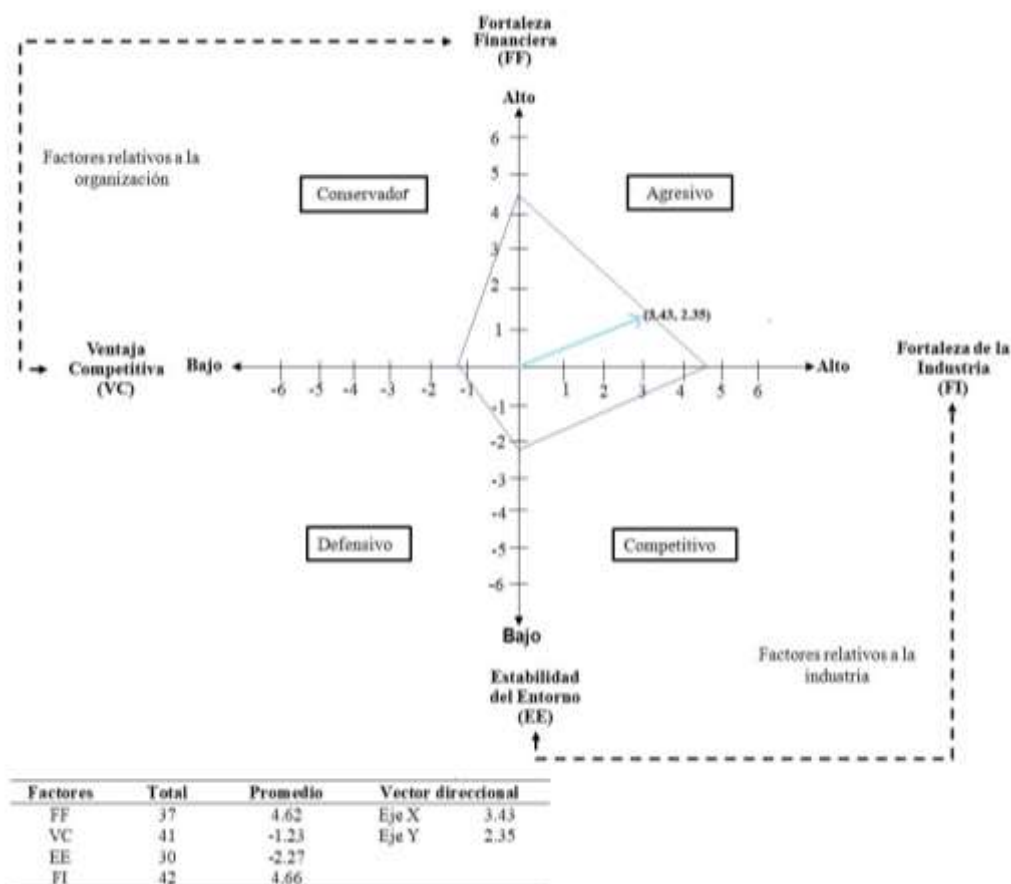 Fortaleza
Financiera
(FF)
Alto
6
5
4
3
2
1
Factores relativos a la
organización
Conservador
Agresivo
(3.43, 2.35)
Ventaja
Competitiva
(VC)
Bajo
-6 -5 -4 -3 -2 -1 1 2 3 4 5 6
Alto
Fortaleza de la
Industria
(FI)
-1
-2
-3
-4
-5
-6
Defensivo
Competitivo
Bajo
Estabilidad
del Entorno
(EE)
Factores relativos a la
industria
Factores Total Promedio Vector direccional
FF 37 4.62 Eje X 3.43
VC 41 -1.23 Eje Y 2.35
EE 30 -2.27
FI 42 4.66